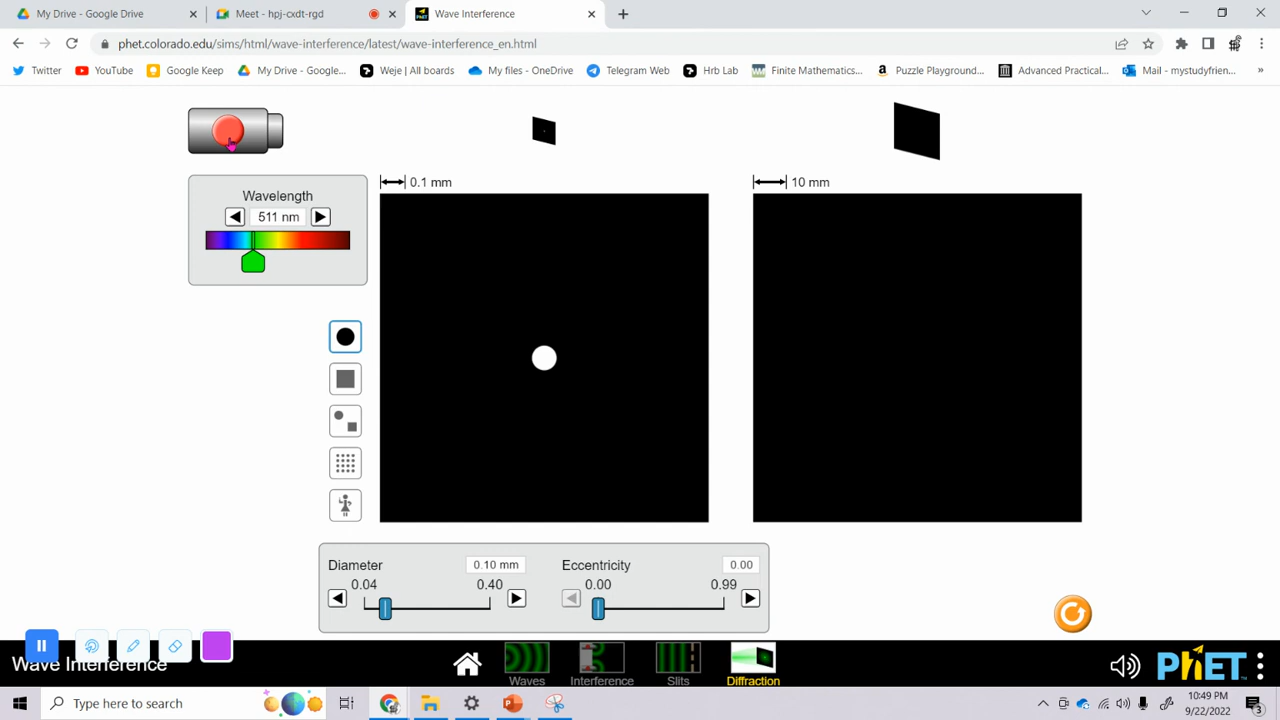 My Drive - Google Drive
Meet - hpj-cxdt-rgd
Wave Interference
phet.colorado.edu/sims/html/wave-interference/latest/wave-interference_en.html
Twitter
YouTube
Google Keep
My Drive - Google...
Weje | All boards
My files - OneDrive
Telegram Web
Hrb Lab
Finite Mathematics...
Puzzle Playground...
Advanced Practical...
Mail - mystudyfrien...
0.1 mm
10 mm
Wavelength
511 nm
Diameter
0.10 mm
0.04
0.40
Eccentricity
0.00
0.00
0.99
Wave Interference
Waves
Interference
Slits
Diffraction
PhET
Type here to search
10:49 PM
9/22/2022
3